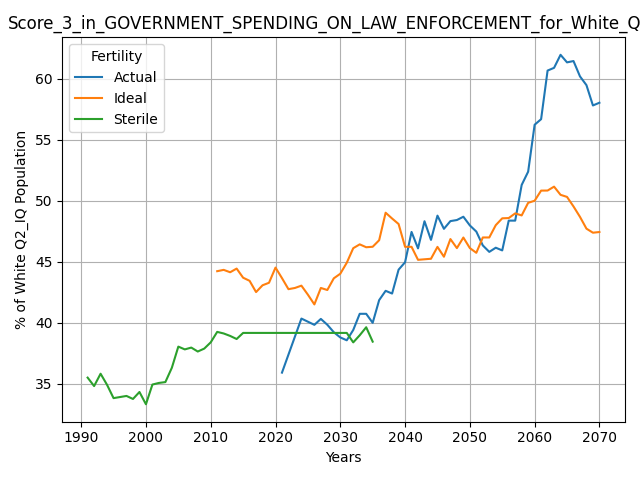 Score_3_in_GOVERNMENT_SPENDING_ON_LAW_ENFORCEMENT_for_White_Q
Fertility
Actual
Ideal
Sterile
% of White Q2_IQ Population
60
55
50
45
40
35
1990 2000 2010 2020 2030 2040 2050 2060 2070
Years